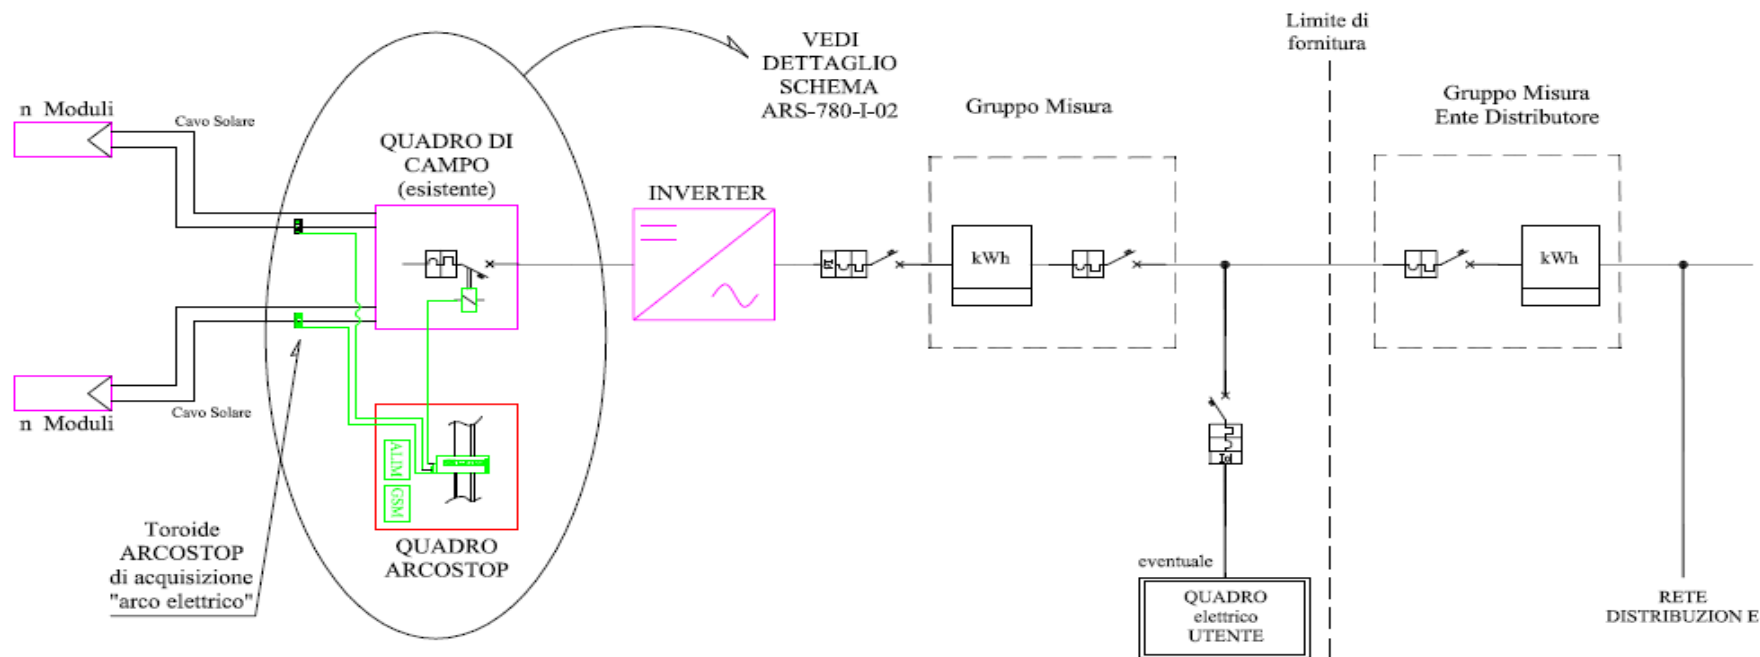 Limite di
fornitura
VEDI
DETTAGLIO
SCHEMA
ARS-780-I-02
Gruppo Misura
Gruppo Misura
Ente Distributore
n Moduli
Cavo Solare
QUADRO DI
CAMPO
(esistente)
INVERTER
kWh
kWh
Id
n Moduli
Cavo Solare
ALIM
GSM
Id
Toroide
ARCOSTOP
di acquisizione
"arco elettrico"
QUADRO
ARCOSTOP
eventuale
QUADRO
elettrico
UTENTE
RETE
DISTRIBUZION E